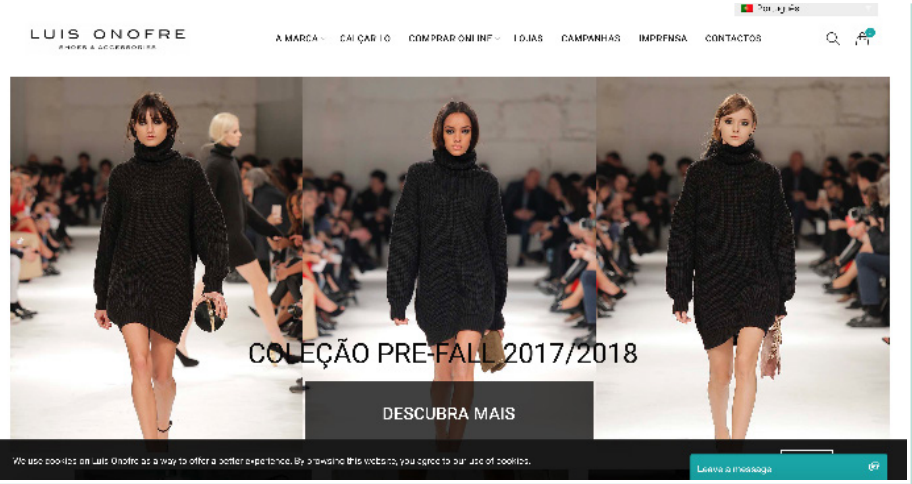 Português
LUIS ONOFRE
SHOES & ACCESSORIES
A MARCA
CALÇAR LO
COMPRAR ONLINE
LOJAS
CAMPANHAS
IMPRENSA
CONTACTOS
COLEÇÃO PRE-FALL 2017/2018
DESCUBRA MAIS
We use cookies on Luis Onofre as a way to offer a better experience. By browsing this website, you agree to our use of cookies.
Leave a message